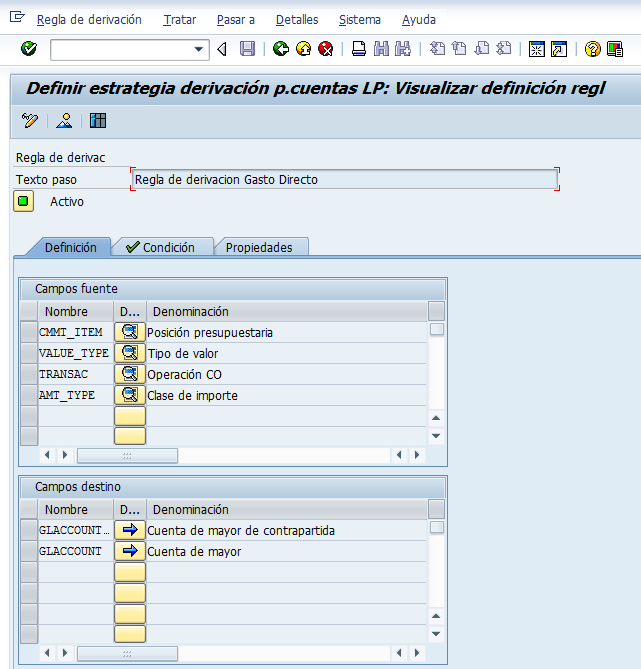 Regla de derivación Tratar Pasar a Detalles Sistema Ayuda
Definir estrategia derivación p.cuentas LP: Visualizar definición regl
Regla de derivac
Texto paso Regla de derivacion Gasto Directo
Activo
Definición Condición Propiedades
Campos fuente
Nombre D... Denominación
CMMT_ITEM Posición presupuestaria
VALUE_TYPE Tipo de valor
TRANSAC Operación CO
AMT_TYPE Clase de importe
Campos destino
Nombre D... Denominación
GLACCOUNT... Cuenta de mayor de contrapartida
GLACCOUNT Cuenta de mayor